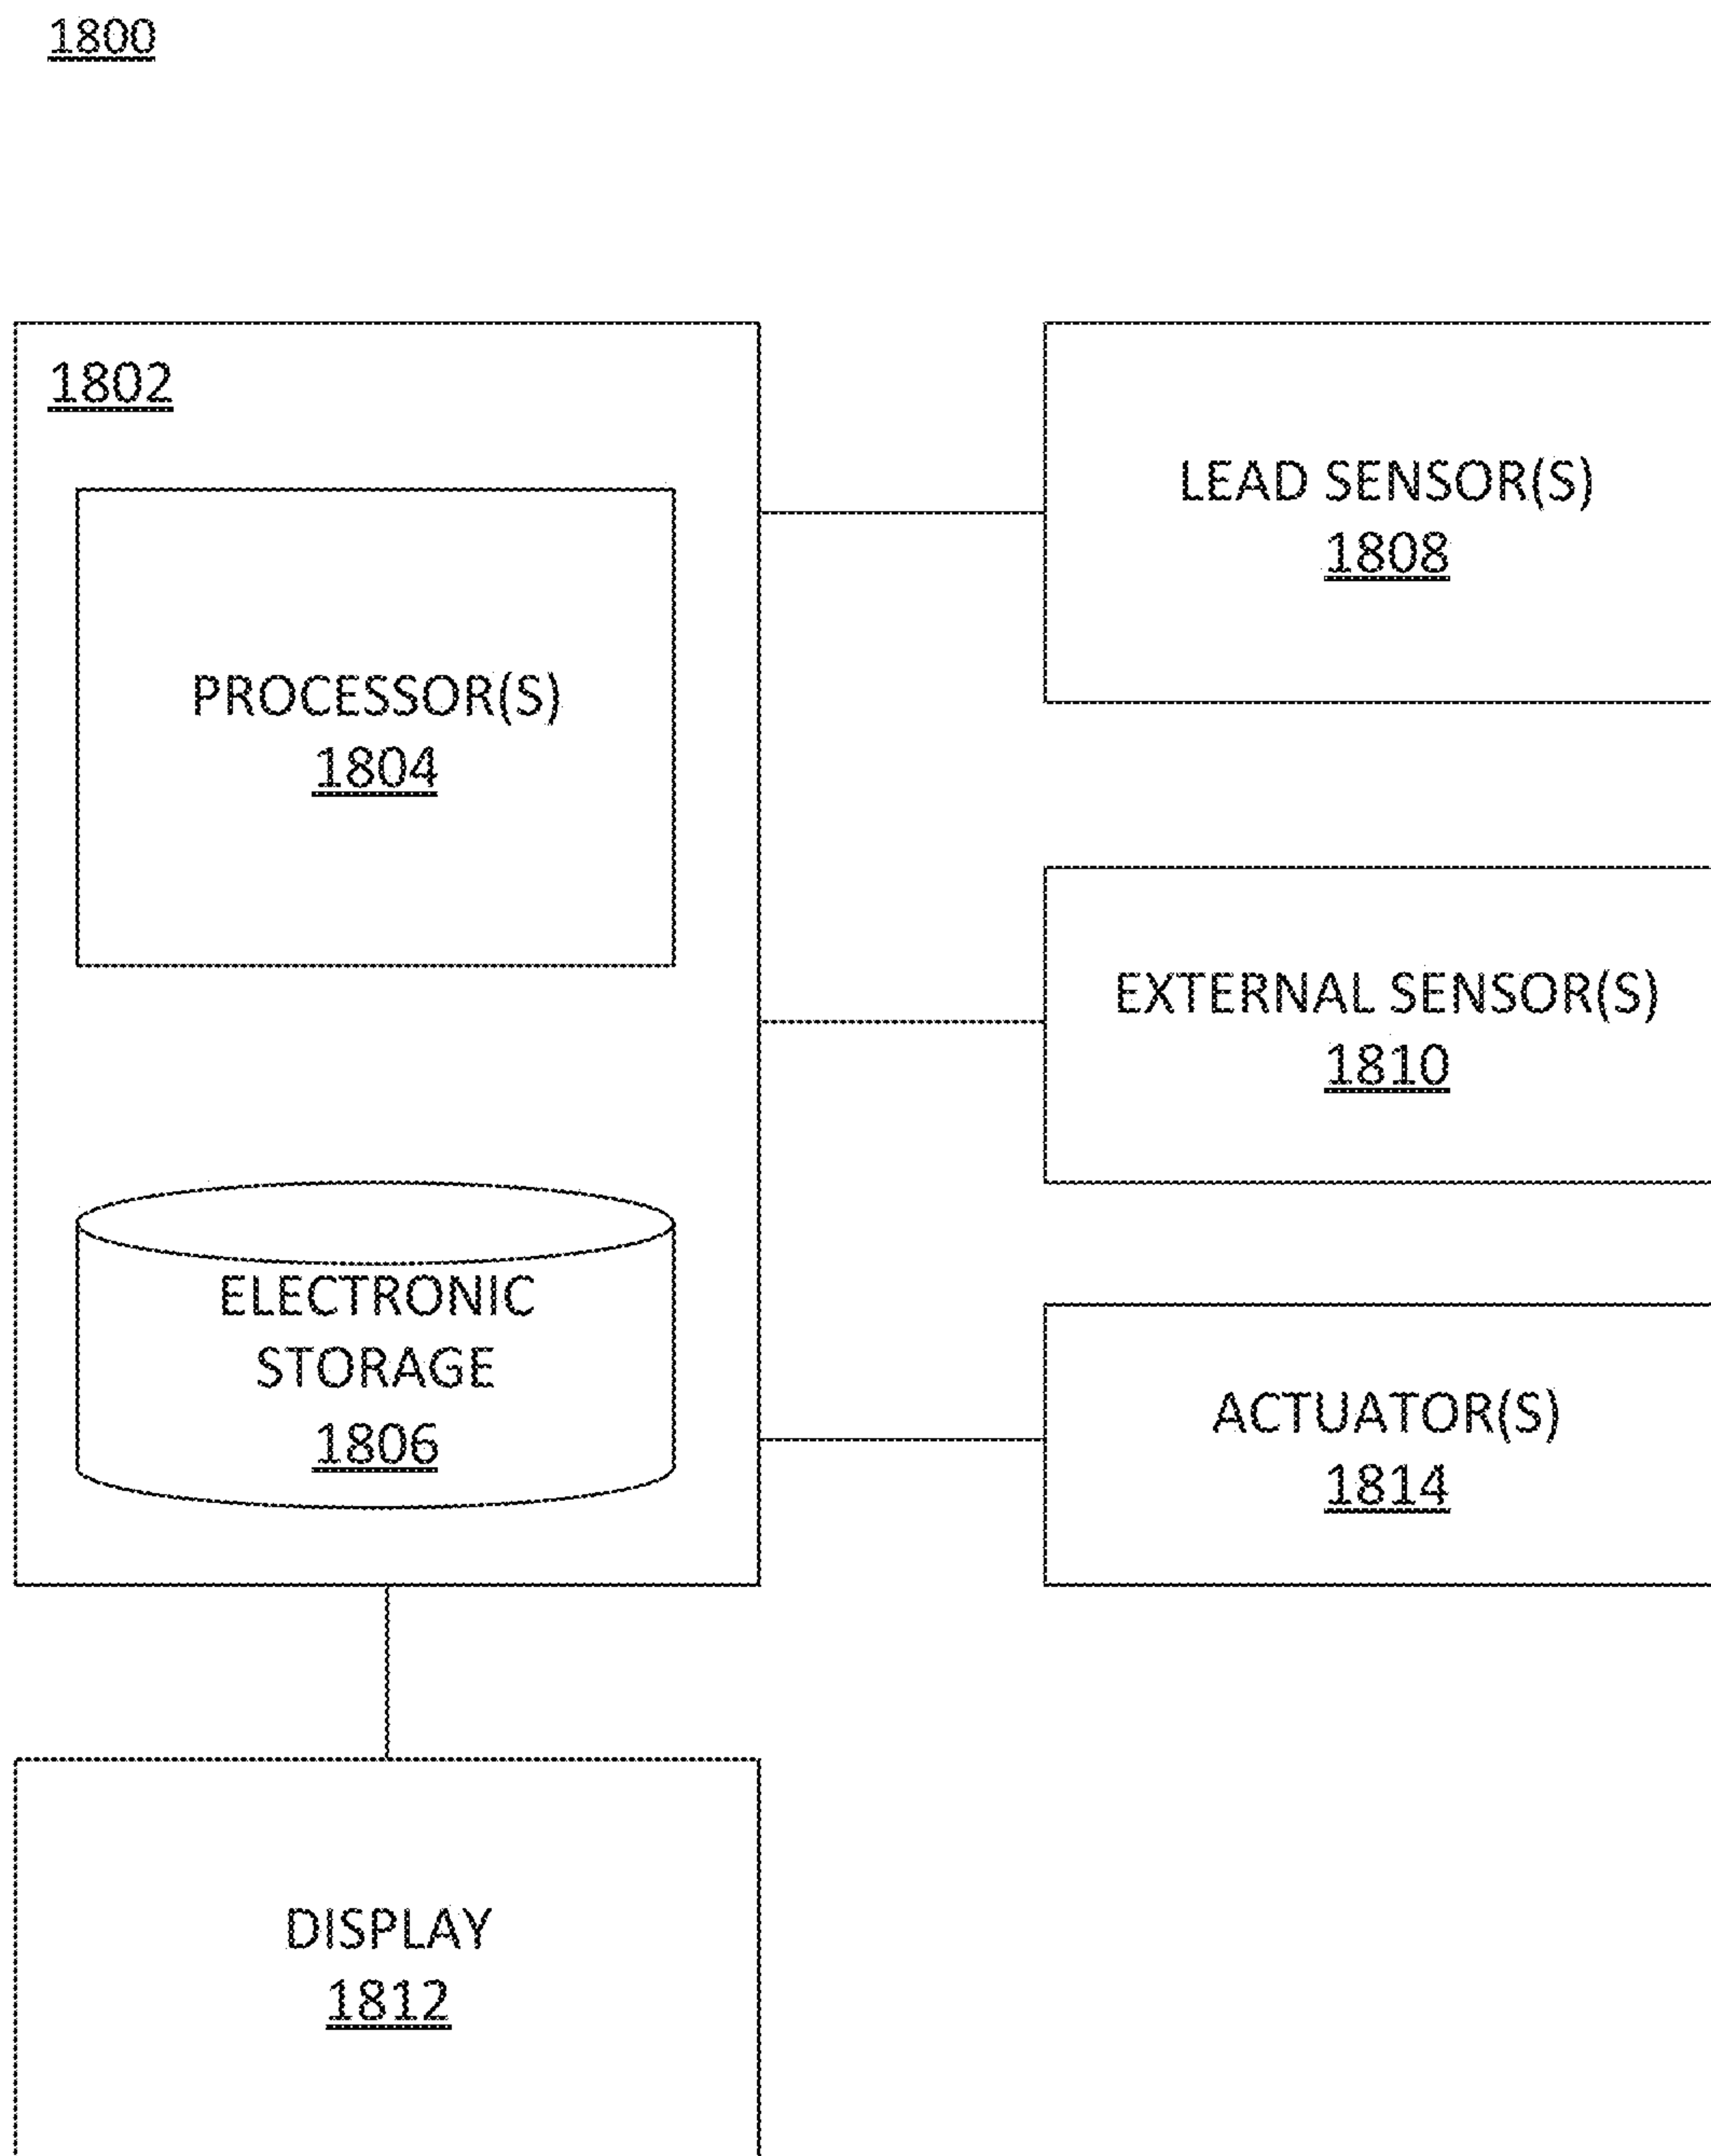 1800
1802
PROCESSOR(S)
1804
ELECTRONIC
STORAGE
1806
LEAD SENSOR(S)
1808
EXTERNAL SENSOR(S)
1810
ACTUATOR(S)
1814
DISPLAY
1812